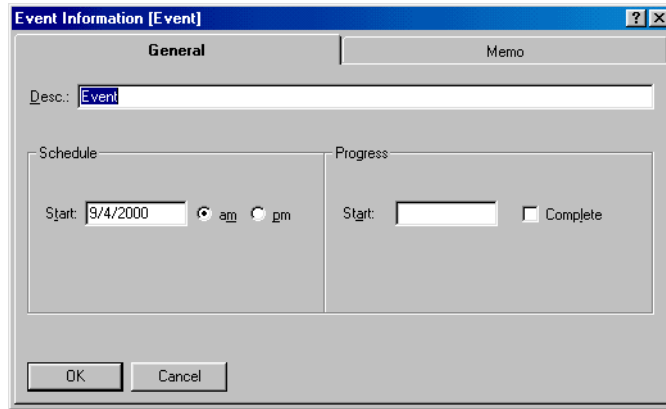 Event Information [Event]
General Memo
Desc.: Event
Schedule Progress
Start: 9/4/2000 am pm Start: Complete
OK Cancel